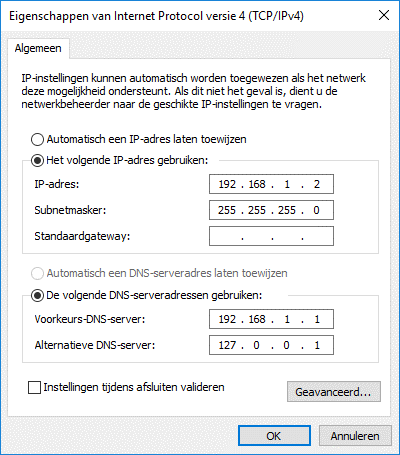 Eigenschappen van Internet Protocol versie 4 (TCP/IPv4)
Algemeen
IP-instellingen kunnen automatisch worden toegewezen als het netwerk
deze mogelijkheid ondersteunt. Als dit niet het geval is, dient u de
netwerkbeheerder naar de geschikte IP-instellingen te vragen.
Automatisch een IP-adres laten toewijzen
Het volgende IP-adres gebruiken:
IP-adres: 192 . 168 . 1 . 2
Subnetmasker: 255 . 255 . 255 . 0
Standaardgateway: . . .
Automatisch een DNS-serveradres laten toewijzen
De volgende DNS-serveradressen gebruiken:
Voorkeurs-DNS-server: 192 . 168 . 1 . 1
Alternatieve DNS-server: 127 . 0 . 0 . 1
Instellingen tijdens afsluiten valideren
Geavanceerd...
OK Annuleren